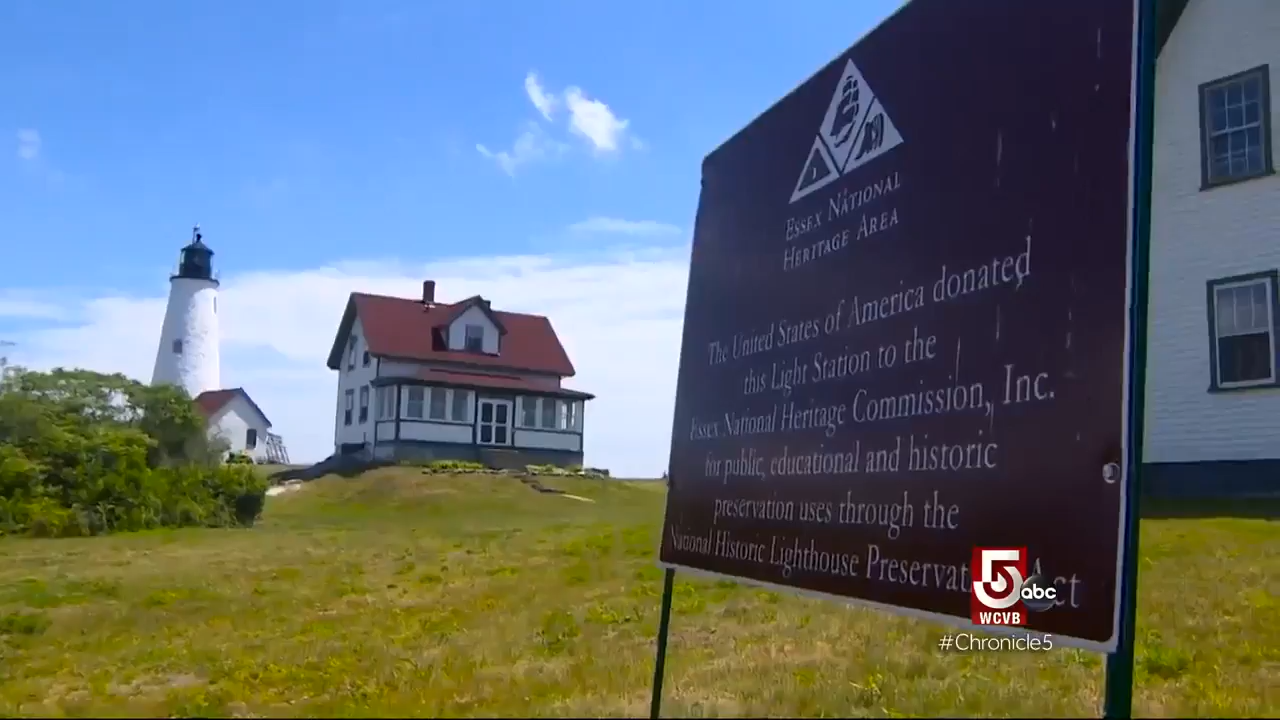 Essex National
Heritage Area
The United States of America donated
this Light Station to the
Essex National Heritage Commission, Inc.
for public, educational and historic
preservation uses through the
National Historic Lighthouse Preservation Act
5 abc
WCVB
#Chronicle5